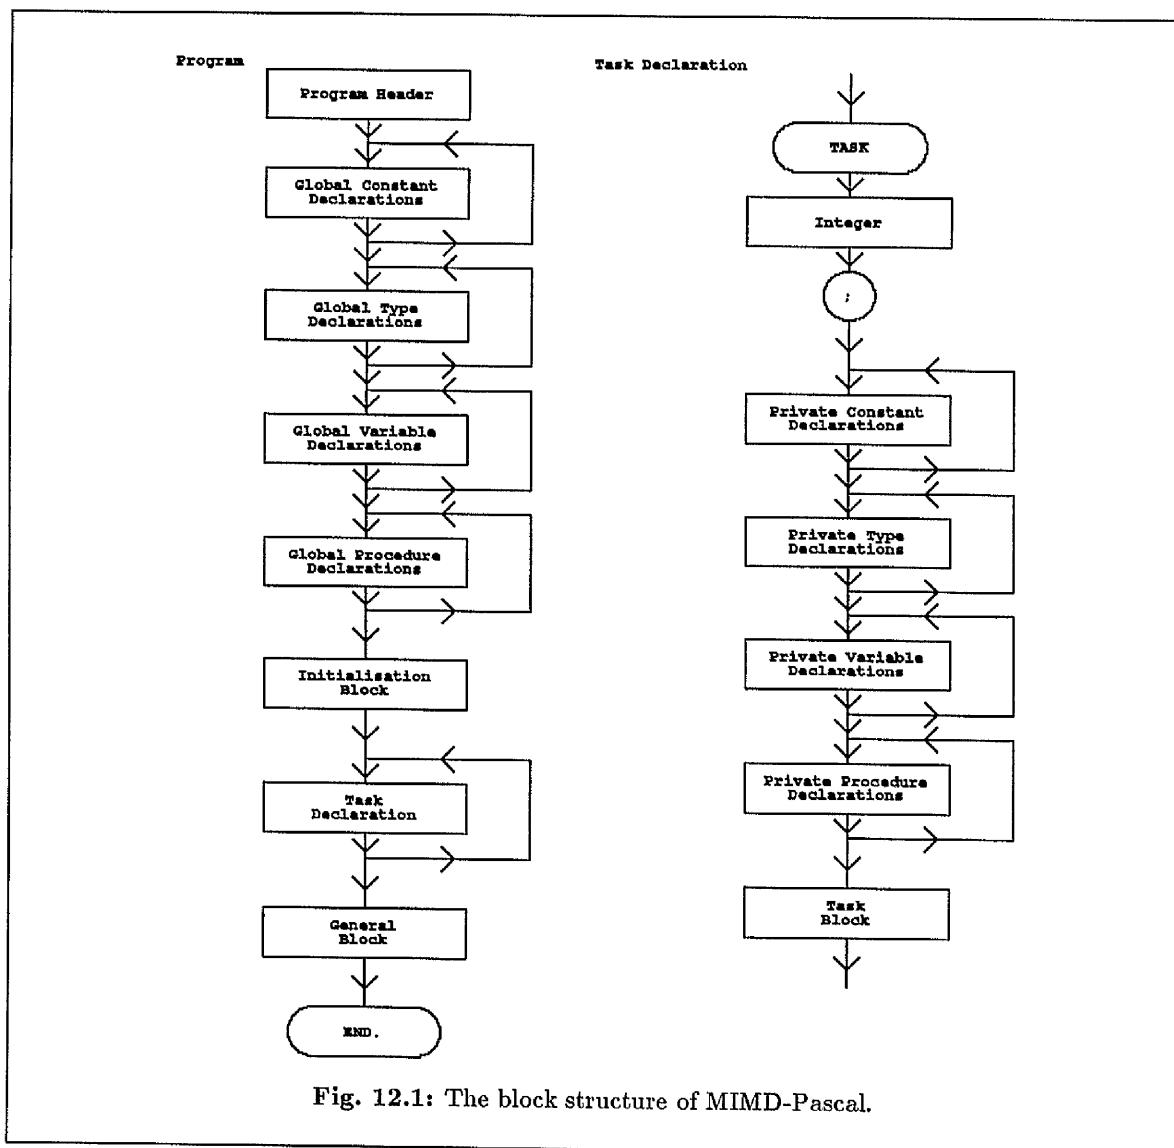 Program
Program Header
Global Constant
Declarations
Global Type
Declarations
Global Variable
Declarations
Global Procedure
Declarations
Initialisation
Block
Task
Declaration
General
Block
END.
Task Declaration
TASK
Integer
;
Private Constant
Declarations
Private Type
Declarations
Private Variable
Declarations
Private Procedure
Declarations
Task
Block
Fig. 12.1: The block structure of MIMD-Pascal.